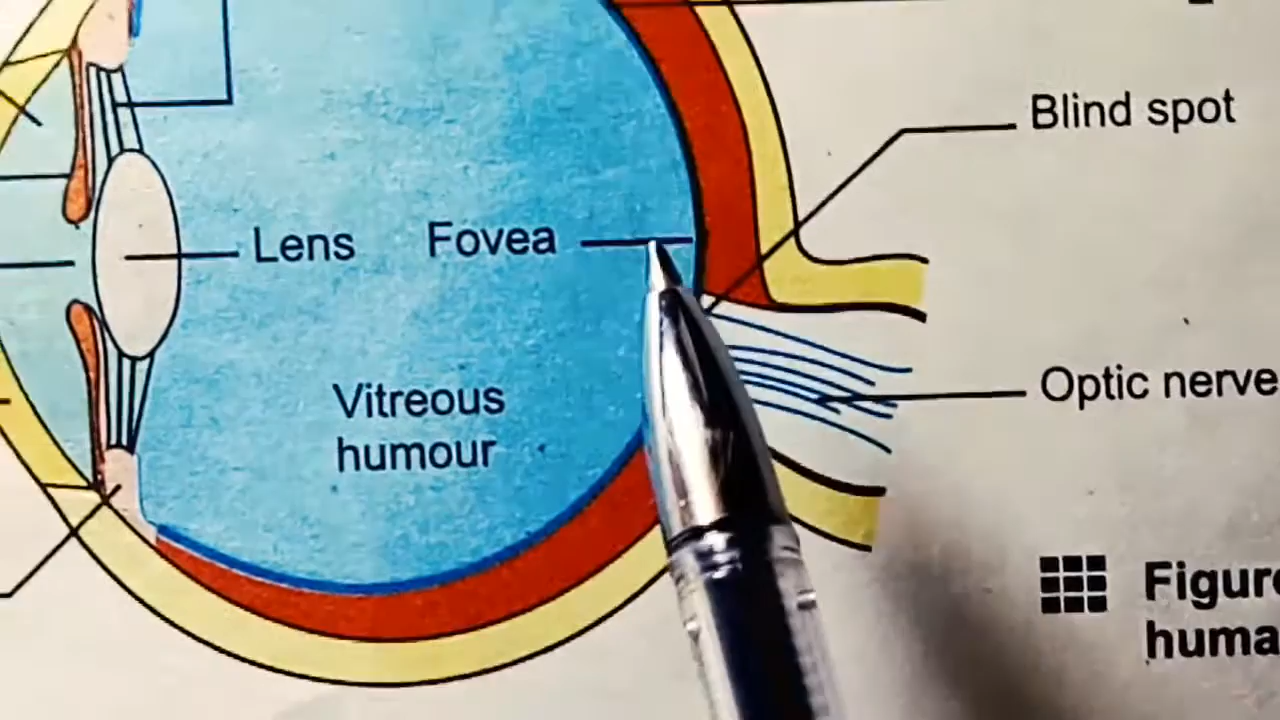 Blind spot
Lens
Fovea
Vitreous
humour
Optic nerve
Figure
huma